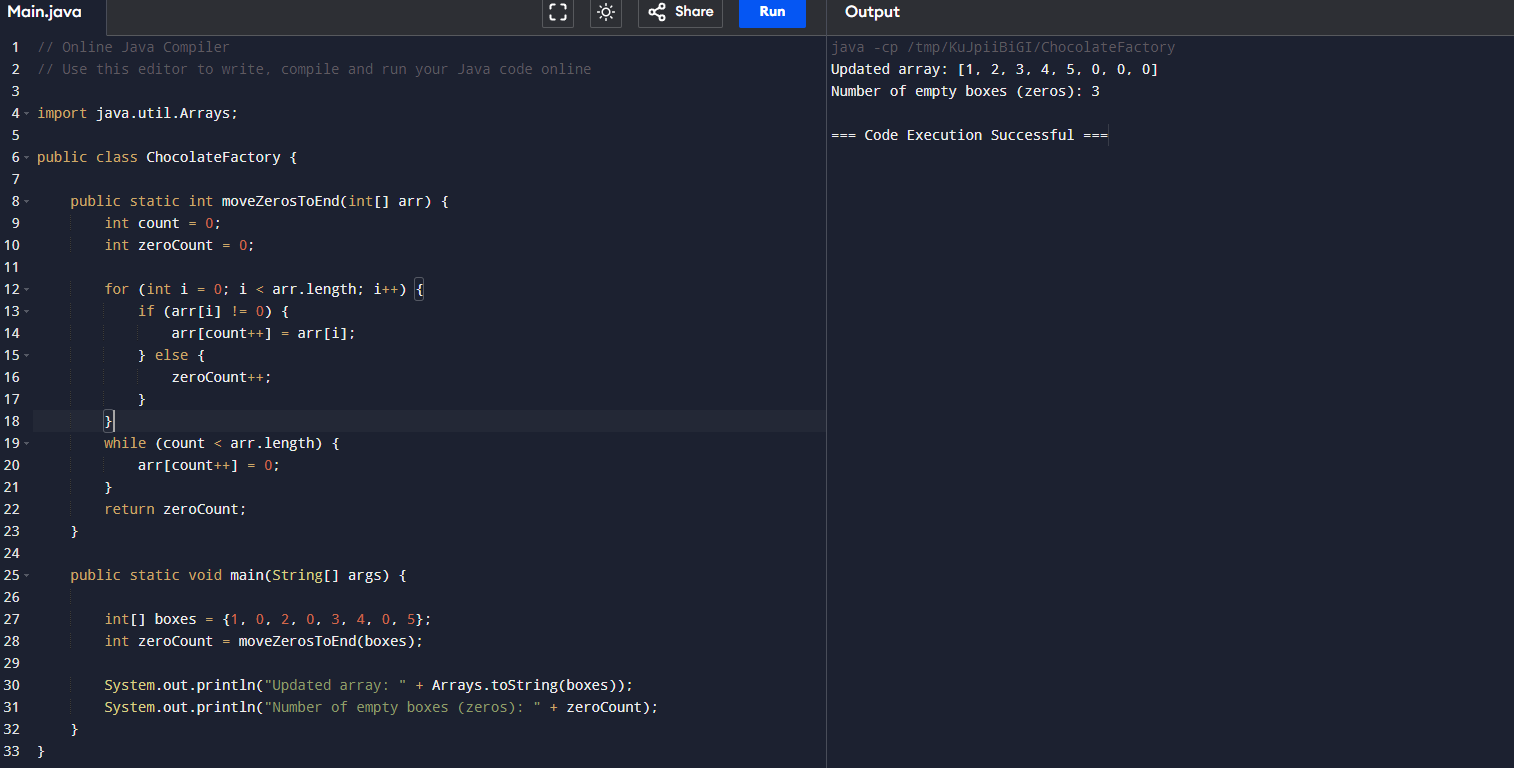 Main.java
Share
Run
Output
1 // Online Java Compiler
2 // Use this editor to write, compile and run your Java code online
3
4 import java.util.Arrays;
5
6 public class ChocolateFactory {
7
8     public static int moveZerosToEnd(int[] arr) {
9         int count = 0;
10         int zeroCount = 0;
11
12         for (int i = 0; i < arr.length; i++) {
13             if (arr[i] != 0) {
14                 arr[count++] = arr[i];
15             } else {
16                 zeroCount++;
17             }
18         }
19         while (count < arr.length) {
20             arr[count++] = 0;
21         }
22         return zeroCount;
23     }
24
25     public static void main(String[] args) {
26
27         int[] boxes = {1, 0, 2, 0, 3, 4, 0, 5};
28         int zeroCount = moveZerosToEnd(boxes);
29
30         System.out.println("Updated array: " + Arrays.toString(boxes));
31         System.out.println("Number of empty boxes (zeros): " + zeroCount);
32     }
33 }
java -cp /tmp/KuJpiiBiGI/ChocolateFactory
Updated array: [1, 2, 3, 4, 5, 0, 0, 0]
Number of empty boxes (zeros): 3
=== Code Execution Successful ===